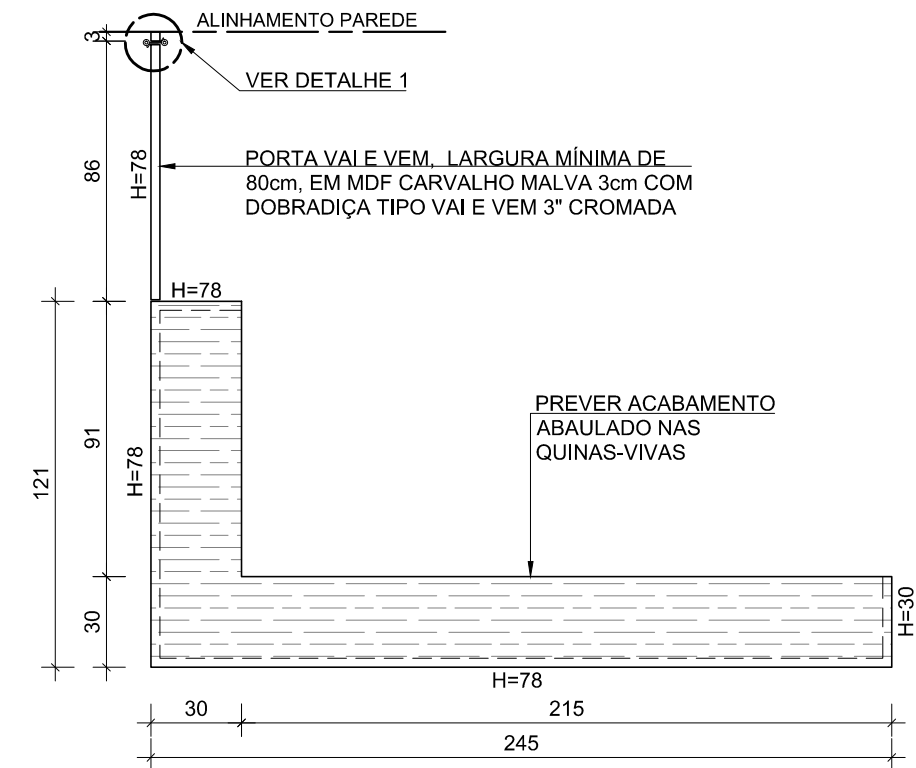 ALINHAMENTO PAREDE
3
VER DETALHE 1
86
H=78
PORTA VAI E VEM, LARGURA MÍNIMA DE
80cm, EM MDF CARVALHO MALVA 3cm COM
DOBRADIÇA TIPO VAI E VEM 3" CROMADA
H=78
PREVER ACABAMENTO
ABAULADO NAS
QUINAS-VIVAS
91
121
H=78
30
H=30
H=78
30
215
245